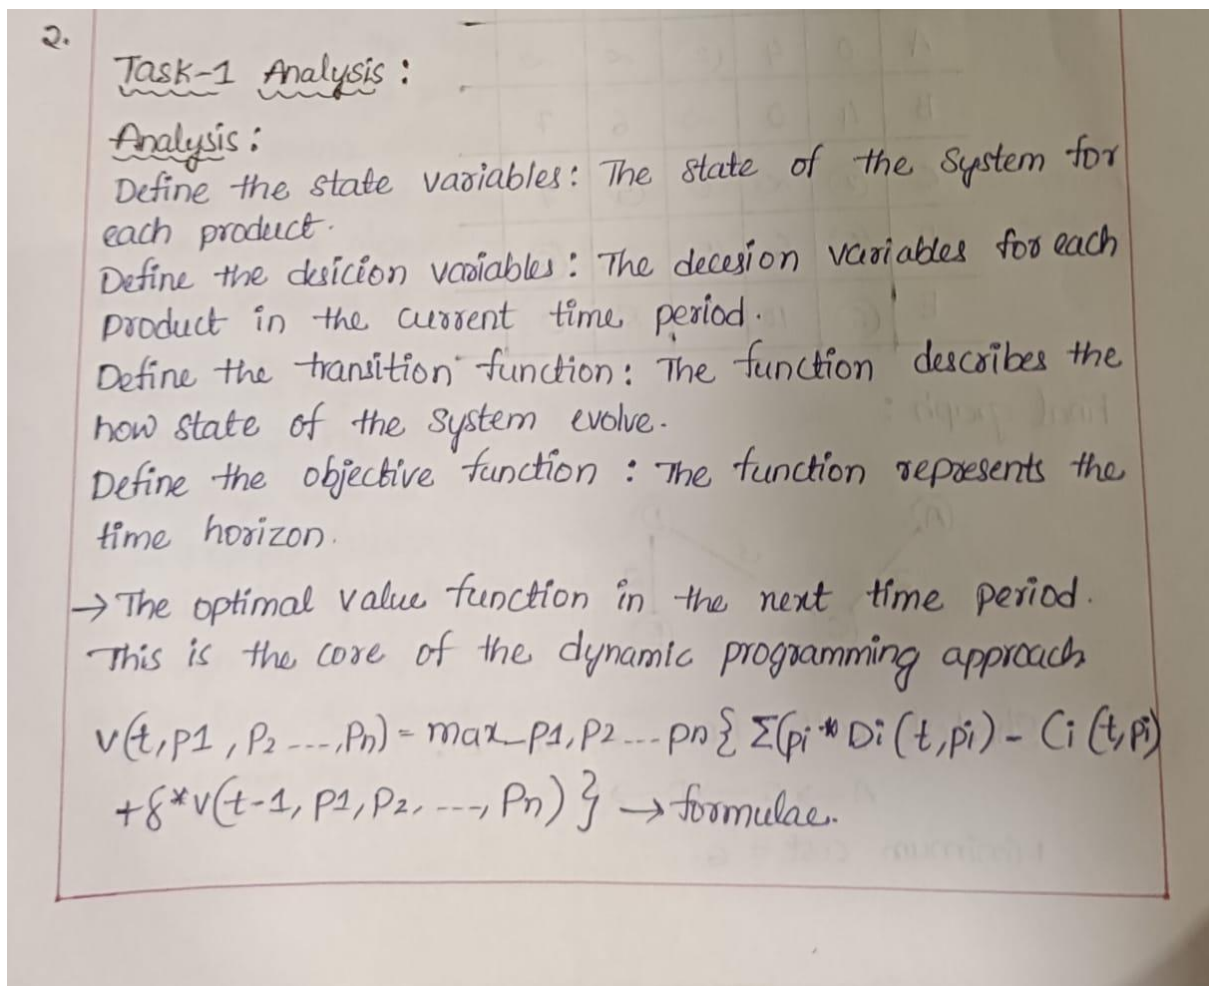 2.
Task-1 Analysis :
Analysis :
Define the state variables : The state of the system for
each product.
Define the desicion variables : The decesion variables for each
product in the current time period.
Define the transition function : The function describes the
how state of the system evolve.
Define the objective function : The function represents the
time horizon.
→ The optimal value function in the next time period.
This is the core of the dynamic programming approach
v(t,p1, P2 ---, Pn) = max_p1, P2 --- pn { Σ(pi * Di (t,pi) - Ci (t,pi)
+ δ*v(t-1, P1, P2, ---, Pn) } → formulae.